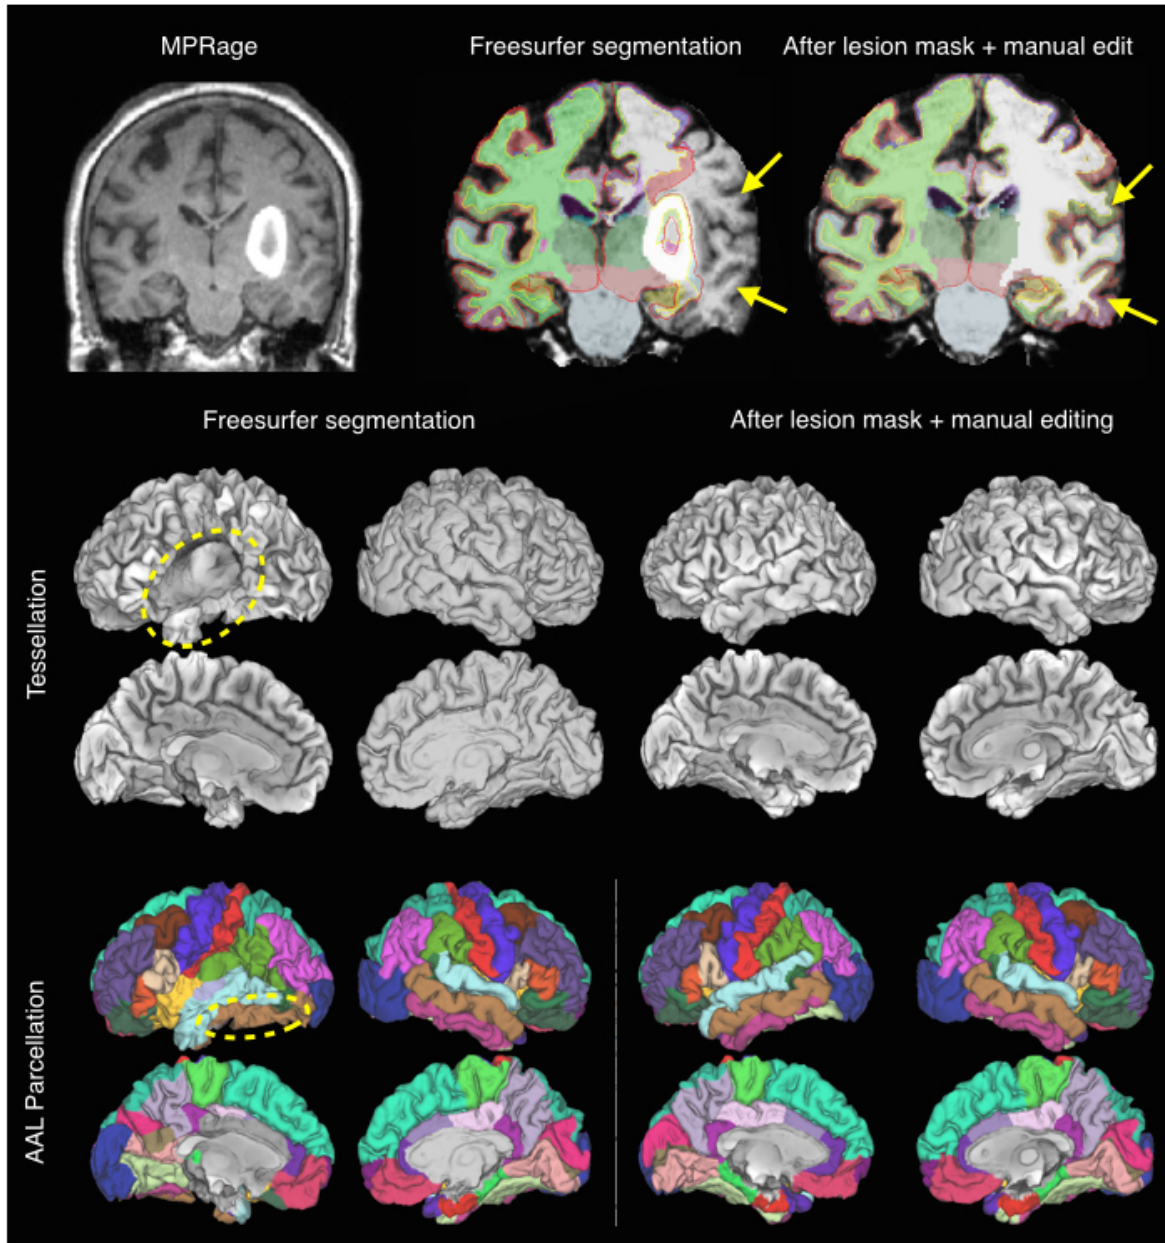 MPRage
Freesurfer segmentation
After lesion mask + manual edit
Freesurfer segmentation
After lesion mask + manual editing
Tessellation
AAL Parcellation